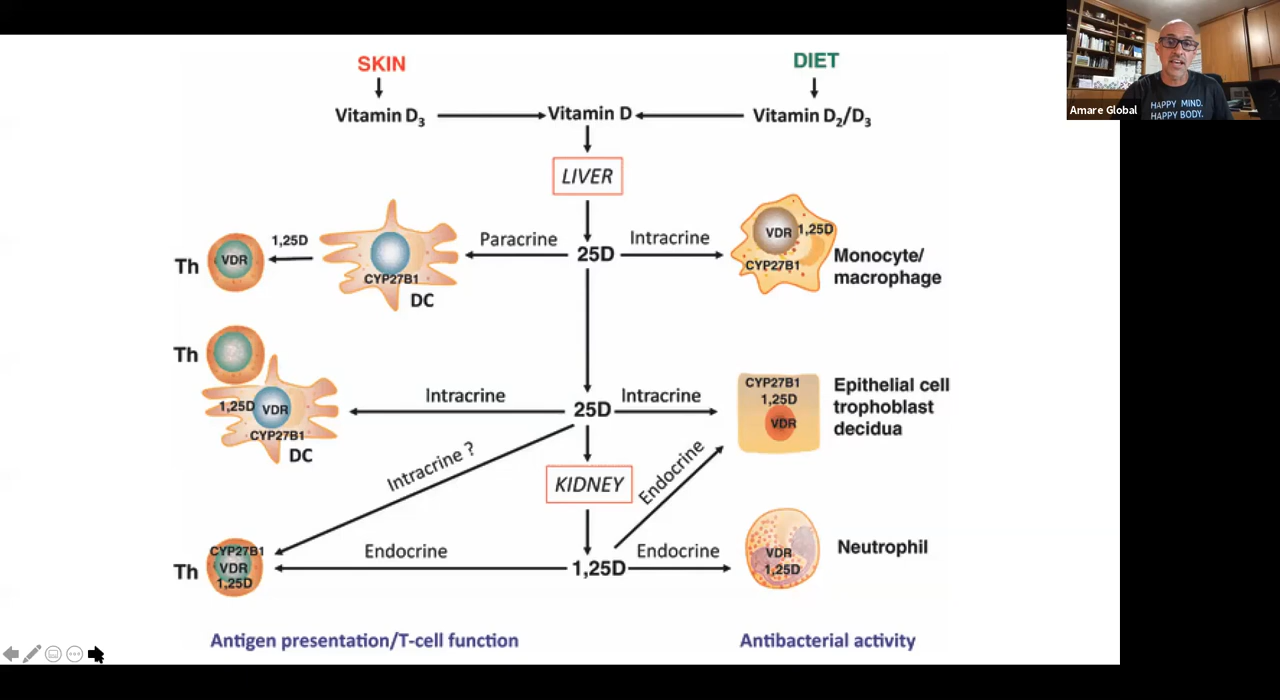 SKIN
DIET
Vitamin D₃
Vitamin D
Vitamin D₂/D₃
Amare Global
HAPPY MIND.
HAPPY BODY.
LIVER
Th
VDR
1,25D
CYP27B1
DC
Paracrine
25D
Intracrine
VDR
1,25D
CYP27B1
Monocyte/
macrophage
Th
1,25D
VDR
CYP27B1
DC
Intracrine
25D
Intracrine
CYP27B1
1,25D
VDR
Epithelial cell
trophoblast
decidua
Intracrine ?
KIDNEY
Endocrine
Th
CYP27B1
VDR
1,25D
Endocrine
1,25D
Endocrine
VDR
1,25D
Neutrophil
Antigen presentation/T-cell function
Antibacterial activity